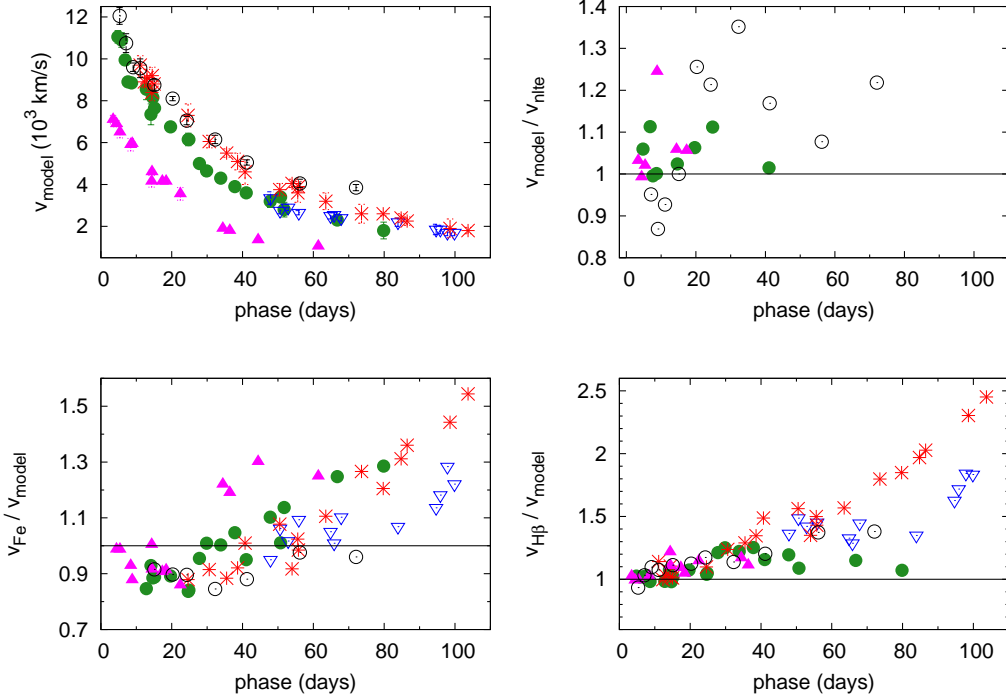 12
10
8
6
4
2
v_model (10^3 km/s)
0 20 40 60 80 100
phase (days)
1.4
1.3
1.2
1.1
1
0.9
0.8
v_model / v_nlte
0 20 40 60 80 100
phase (days)
1.5
1.3
1.1
0.9
0.7
v_Fe / v_model
0 20 40 60 80 100
phase (days)
2.5
2
1.5
1
v_Hβ / v_model
0 20 40 60 80 100
phase (days)